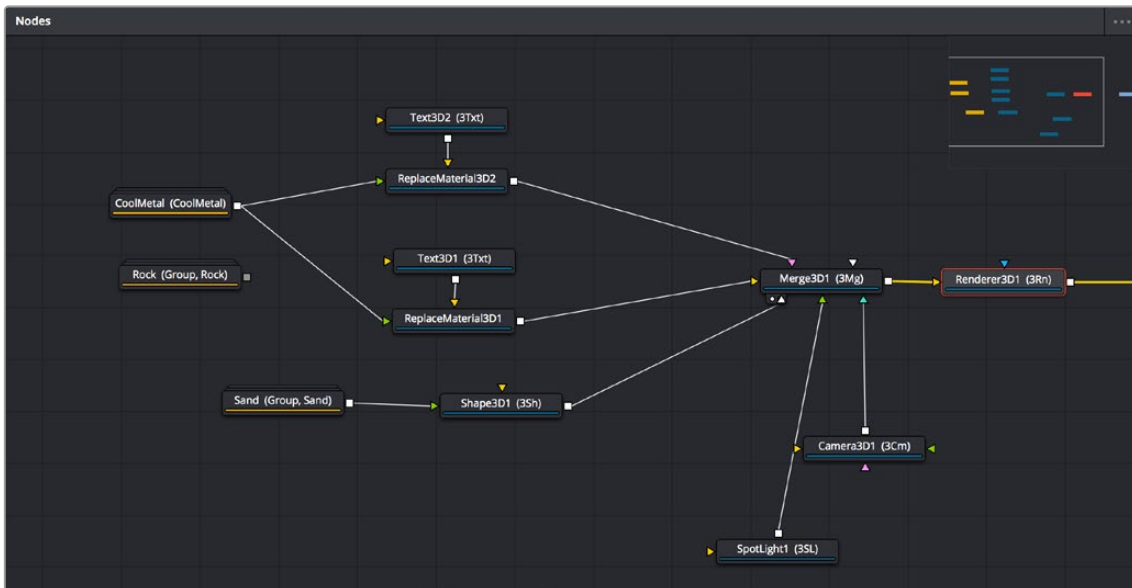 Nodes
Text3D2 (3Txt)
ReplaceMaterial3D2
CoolMetal (CoolMetal)
Text3D1 (3Txt)
Rock (Group, Rock)
Merge3D1 (3Mg)
Renderer3D1 (3Rn)
ReplaceMaterial3D1
Sand (Group, Sand)
Shape3D1 (3Sh)
Camera3D1 (3Cm)
SpotLight1 (3SL)